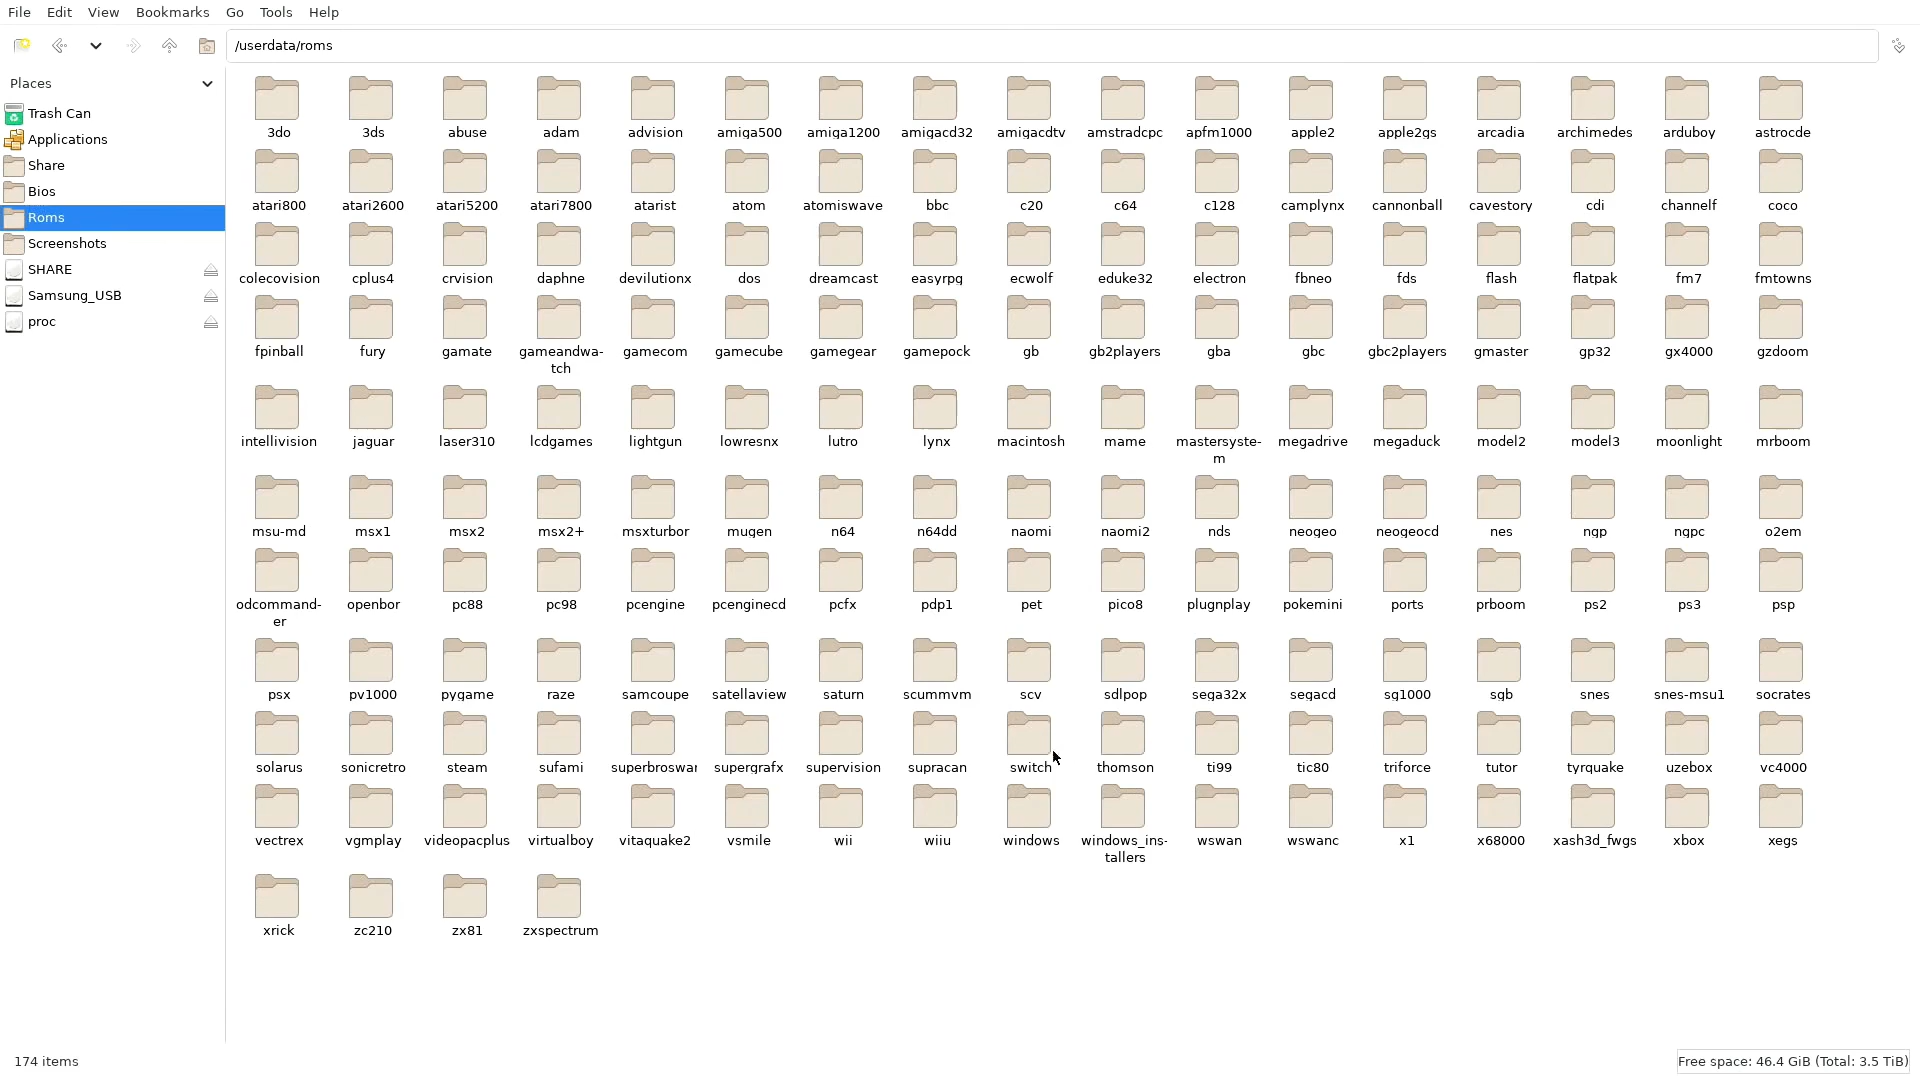 File Edit View Bookmarks Go Tools Help
/userdata/roms
Places
Trash Can
Applications
Share
Bios
Roms
Screenshots
SHARE
Samsung_USB
proc
3do 3ds abuse adam advision amiga500 amiga1200 amigacd32 amigacdtv amstradcpc apfm1000 apple2 apple2gs arcadia archimedes arduboy astrocde
atari800 atari2600 atari5200 atari7800 atarist atom atomiswave bbc c20 c64 c128 camplynx cannonball cavestory cdi channelf coco
colecovision cplus4 crvision daphne devilutionx dos dreamcast easyrpg ecwolf eduke32 electron fbneo fds flash flatpak fm7 fmtowns
fpinball fury gamate gameandwa-
tch gamecom gamecube gamegear gamepock gb gb2players gba gbc gbc2players gmaster gp32 gx4000 gzdoom
intellivision jaguar laser310 lcdgames lightgun lowresnx lutro lynx macintosh mame mastersyste-
m megadrive megaduck model2 model3 moonlight mrboom
msu-md msx1 msx2 msx2+ msxturbor mugen n64 n64dd naomi naomi2 nds neogeo neogeocd nes ngp ngpc o2em
odcommand-
er openbor pc88 pc98 pcengine pcenginecd pcfx pdp1 pet pico8 plugnplay pokemini ports prboom ps2 ps3 psp
psx pv1000 pygame raze samcoupe satellaview saturn scummvm scv sdlpop sega32x segacd sg1000 sgb snes snes-msu1 socrates
solarus sonicretro steam sufami superbroswar supergrafx supervision supracan switch thomson ti99 tic80 triforce tutor tyrquake uzebox vc4000
vectrex vgmplay videopacplus virtualboy vitaquake2 vsmile wii wiiu windows windows_ins-
tallers wswan wswanc x1 x68000 xash3d_fwgs xbox xegs
xrick zc210 zx81 zxspectrum
174 items
Free space: 46.4 GiB (Total: 3.5 TiB)